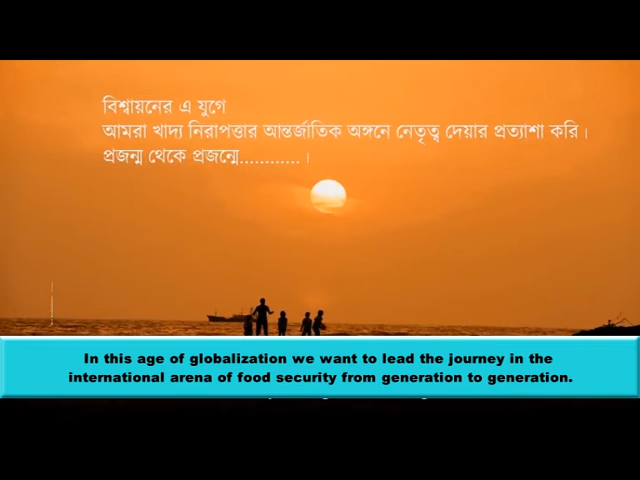 বিশ্বায়নের এ যুগে
আমরা খাদ্য নিরাপত্তার আন্তর্জাতিক অঙ্গনে নেতৃত্ব দেয়ার প্রত্যাশা করি।
প্রজন্ম থেকে প্রজন্মে............।
In this age of globalization we want to lead the journey in the
international arena of food security from generation to generation.